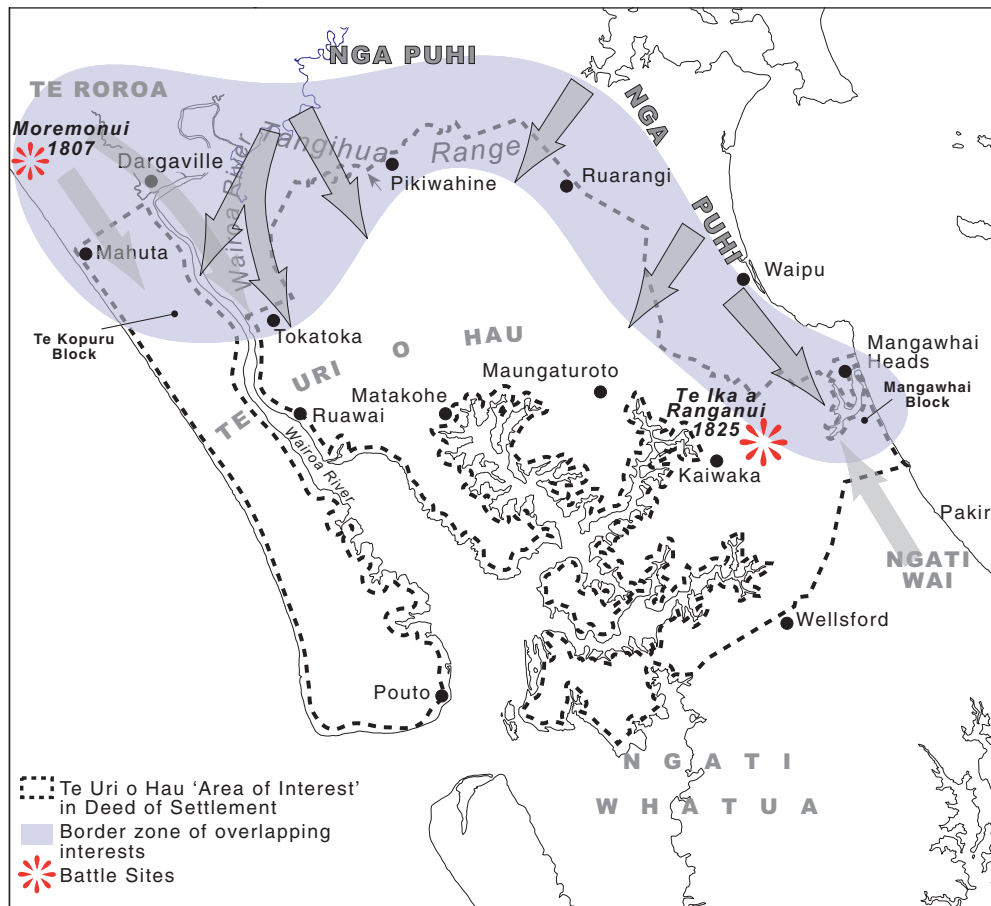 NGA PUHI
TE ROROA
NGA
PUHI
Moremonui
1807
Dargaville
Tangihua Range
Pikiwahine
Ruarangi
Wairoa River
Mahuta
Waipu
Te Kopuru
Block
Tokatoka
TE URI O HAU
Mangawhai
Heads
Mangawhai
Block
Maungaturoto
Matakohe
Te Ika a
Ranganui
1825
Ruawai
Wairoa River
Kaiwaka
Pakir
NGATI
WAI
Wellsford
Pouto
NGATI
WHATUA
Te Uri o Hau ‘Area of Interest’
in Deed of Settlement
Border zone of overlapping
interests
Battle Sites